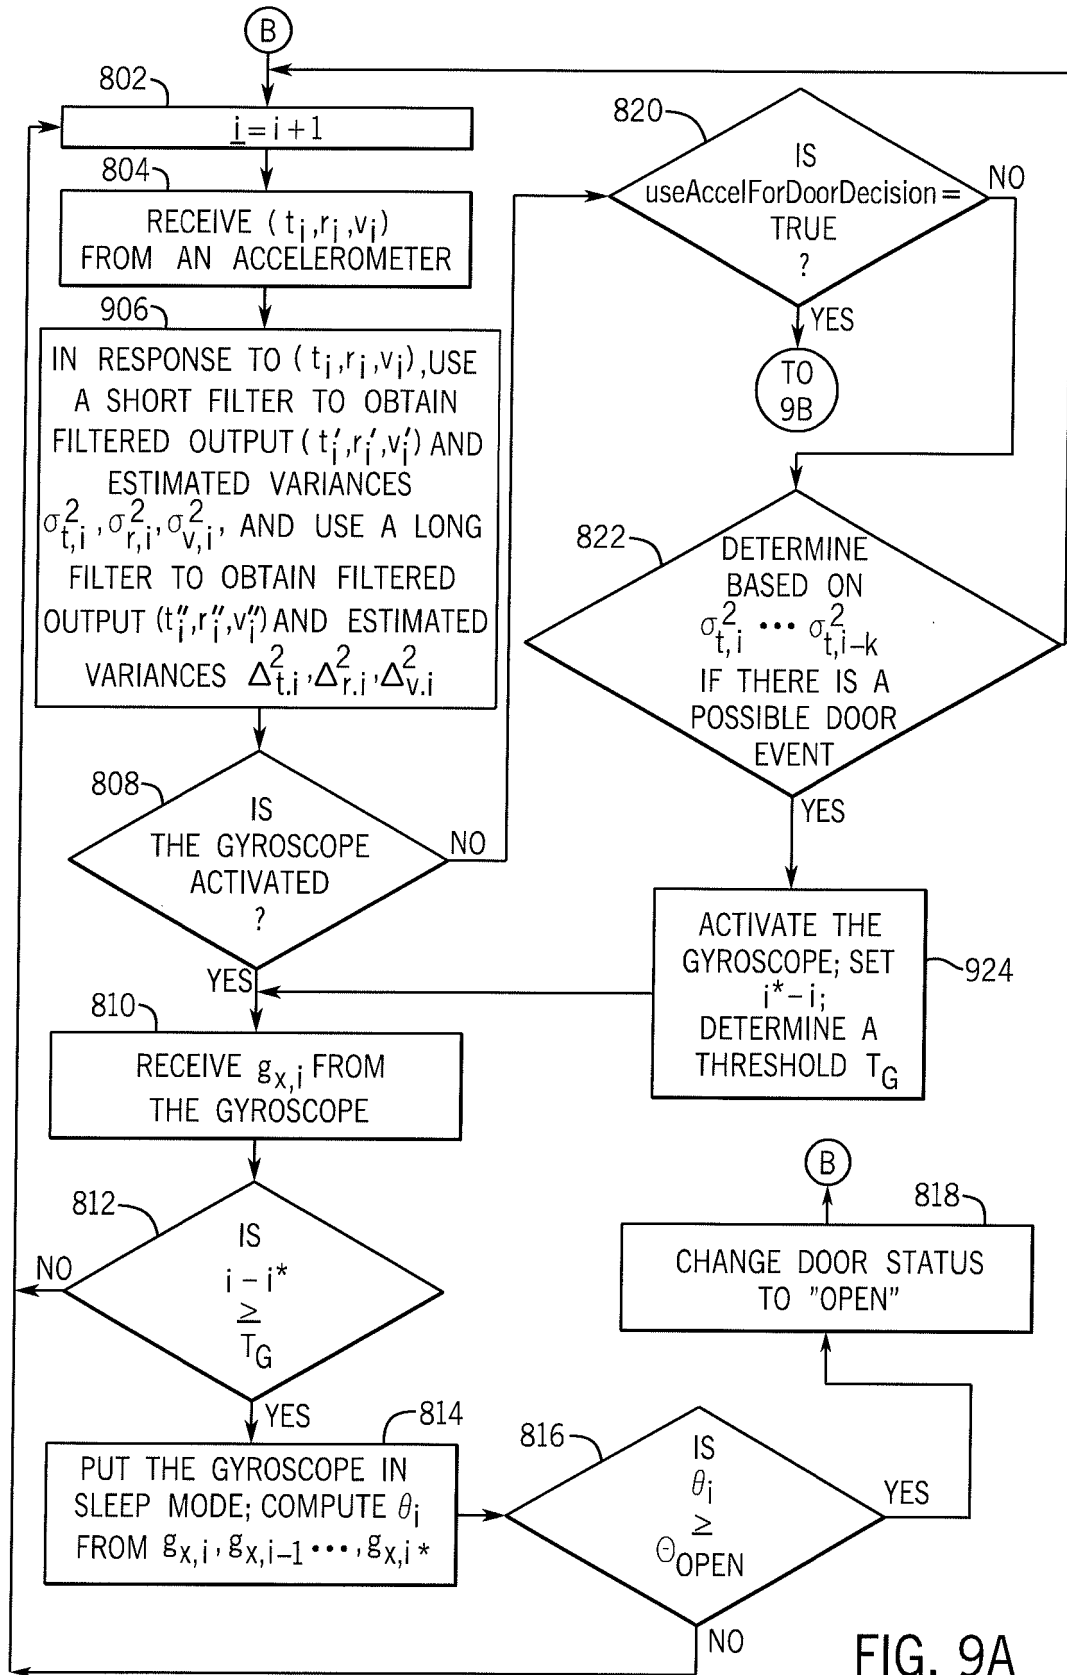 B
802
i = i + 1
804
RECEIVE (tᵢ,rᵢ,vᵢ)
FROM AN ACCELEROMETER
906
IN RESPONSE TO (tᵢ,rᵢ,vᵢ),USE
A SHORT FILTER TO OBTAIN
FILTERED OUTPUT (tᵢ′,rᵢ′,vᵢ′) AND
ESTIMATED VARIANCES
σ²t,i ,σ²r,i,σ²v,i, AND USE A LONG
FILTER TO OBTAIN FILTERED
OUTPUT (tᵢ″,rᵢ″,vᵢ″) AND ESTIMATED
VARIANCES Δ²t.i,Δ²r.i,Δ²v.i
808
IS
THE GYROSCOPE
ACTIVATED
?
NO
YES
810
RECEIVE gx,i FROM
THE GYROSCOPE
812
IS
i – i*
≥
TG
NO
YES
814
PUT THE GYROSCOPE IN
SLEEP MODE; COMPUTE θi
FROM gx,i,gx,i–1 •••,gx,i*
816
IS
θi
≥
ΘOPEN
YES
NO
818
CHANGE DOOR STATUS
TO "OPEN"
B
820
IS
useAccelForDoorDecision =
TRUE
?
NO
YES
TO
9B
822
DETERMINE
BASED ON
σ²t,i ••• σ²t,i–k
IF THERE IS A
POSSIBLE DOOR
EVENT
YES
ACTIVATE THE
GYROSCOPE; SET
i* – i;
DETERMINE A
THRESHOLD TG
924
FIG. 9A